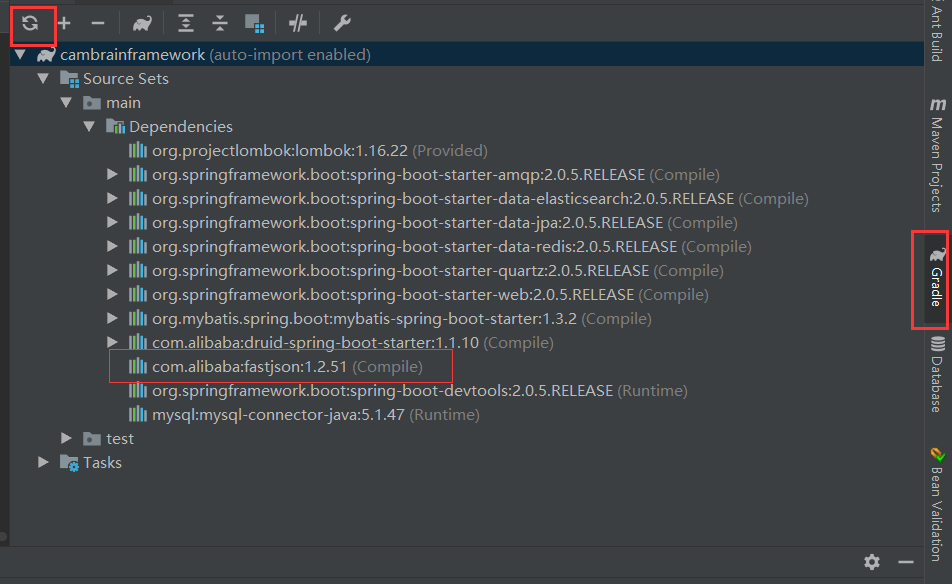 cambrainframework (auto-import enabled)
Source Sets
main
Dependencies
org.projectlombok:lombok:1.16.22 (Provided)
org.springframework.boot:spring-boot-starter-amqp:2.0.5.RELEASE (Compile)
org.springframework.boot:spring-boot-starter-data-elasticsearch:2.0.5.RELEASE (Compile)
org.springframework.boot:spring-boot-starter-data-jpa:2.0.5.RELEASE (Compile)
org.springframework.boot:spring-boot-starter-data-redis:2.0.5.RELEASE (Compile)
org.springframework.boot:spring-boot-starter-quartz:2.0.5.RELEASE (Compile)
org.springframework.boot:spring-boot-starter-web:2.0.5.RELEASE (Compile)
org.mybatis.spring.boot:mybatis-spring-boot-starter:1.3.2 (Compile)
com.alibaba:druid-spring-boot-starter:1.1.10 (Compile)
com.alibaba:fastjson:1.2.51 (Compile)
org.springframework.boot:spring-boot-devtools:2.0.5.RELEASE (Runtime)
mysql:mysql-connector-java:5.1.47 (Runtime)
test
Tasks
Ant Build
Maven Projects
Gradle
Database
Bean Validation